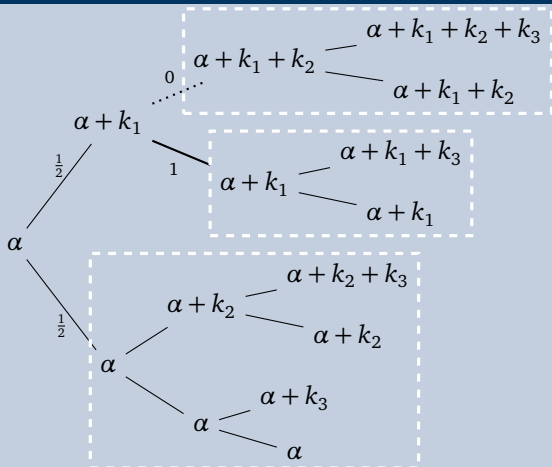 α + k₁ + k₂ + k₃
α + k₁ + k₂
0
α + k₁ + k₂
α + k₁
α + k₁ + k₃
½
1
α + k₁
α + k₁
α
α + k₂ + k₃
α + k₂
½
α + k₂
α
α + k₃
α
α